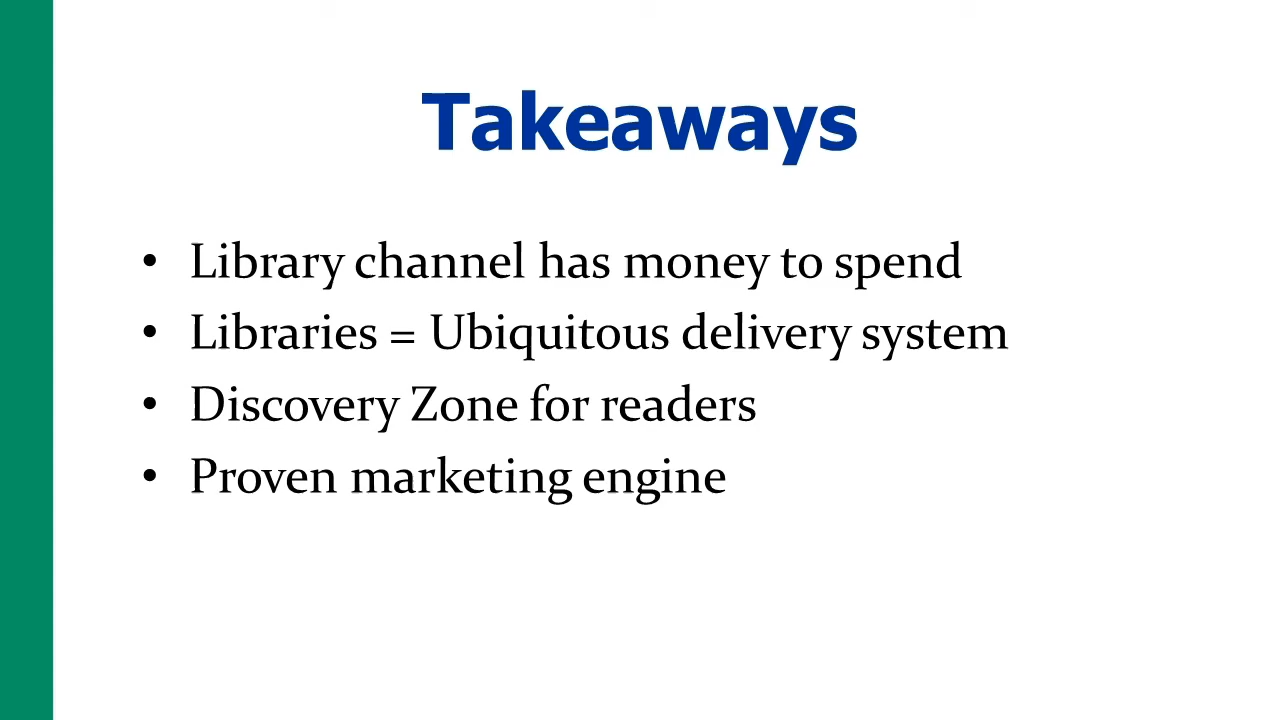 Takeaways
• Library channel has money to spend
• Libraries = Ubiquitous delivery system
• Discovery Zone for readers
• Proven marketing engine